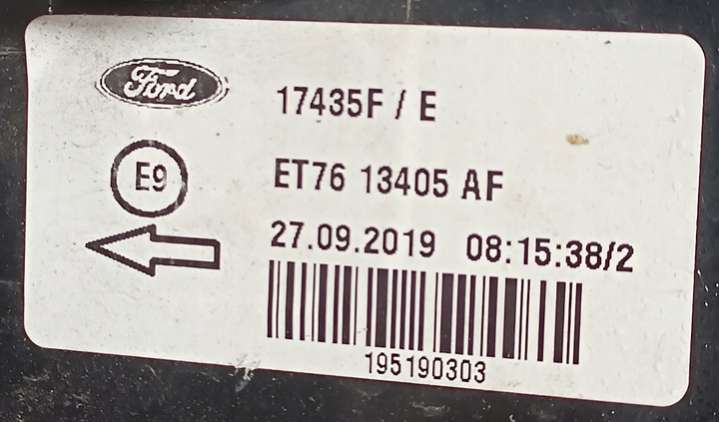 Ford
17435F / E
E9
ET76 13405 AF
27.09.2019 08:15:38/2
195190303